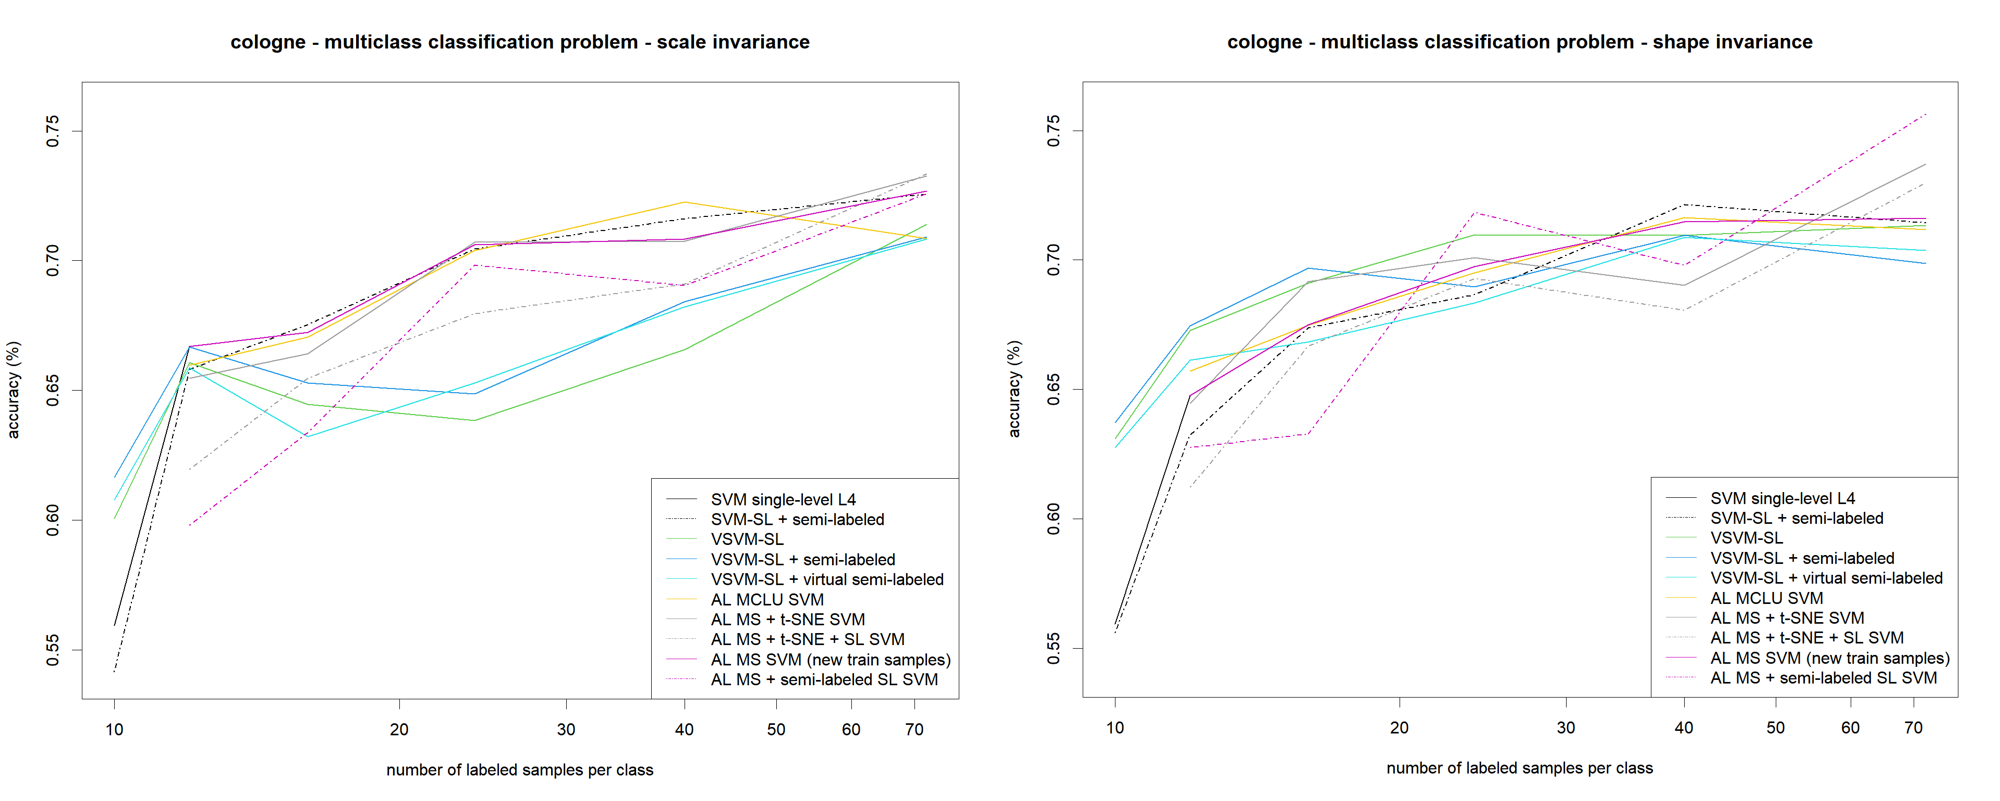 cologne - multiclass classification problem - scale invariance
accuracy (%)
0.75
0.70
0.65
0.60
0.55
SVM single-level L4
SVM-SL + semi-labeled
VSVM-SL
VSVM-SL + semi-labeled
VSVM-SL + virtual semi-labeled
AL MCLU SVM
AL MS + t-SNE SVM
AL MS + t-SNE + SL SVM
AL MS SVM (new train samples)
AL MS + semi-labeled SL SVM
10 20 30 40 50 60 70
number of labeled samples per class
cologne - multiclass classification problem - shape invariance
accuracy (%)
0.75
0.70
0.65
0.60
0.55
SVM single-level L4
SVM-SL + semi-labeled
VSVM-SL
VSVM-SL + semi-labeled
VSVM-SL + virtual semi-labeled
AL MCLU SVM
AL MS + t-SNE SVM
AL MS + t-SNE + SL SVM
AL MS SVM (new train samples)
AL MS + semi-labeled SL SVM
10 20 30 40 50 60 70
number of labeled samples per class